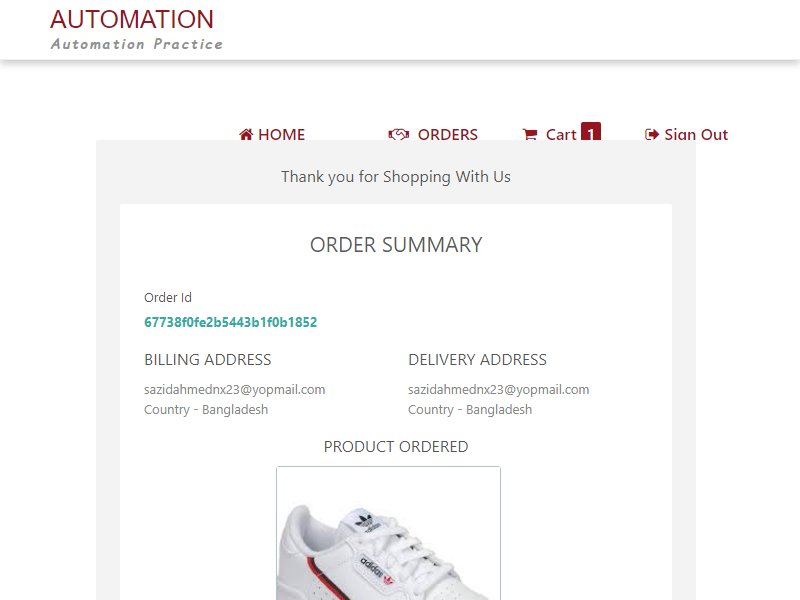 AUTOMATION
Automation Practice
HOME ORDERS Cart 1 Sign Out
Thank you for Shopping With Us
ORDER SUMMARY
Order Id
67738f0fe2b5443b1f0b1852
BILLING ADDRESS DELIVERY ADDRESS
sazidahmednx23@yopmail.com sazidahmednx23@yopmail.com
Country - Bangladesh Country - Bangladesh
PRODUCT ORDERED
adidas
adidas